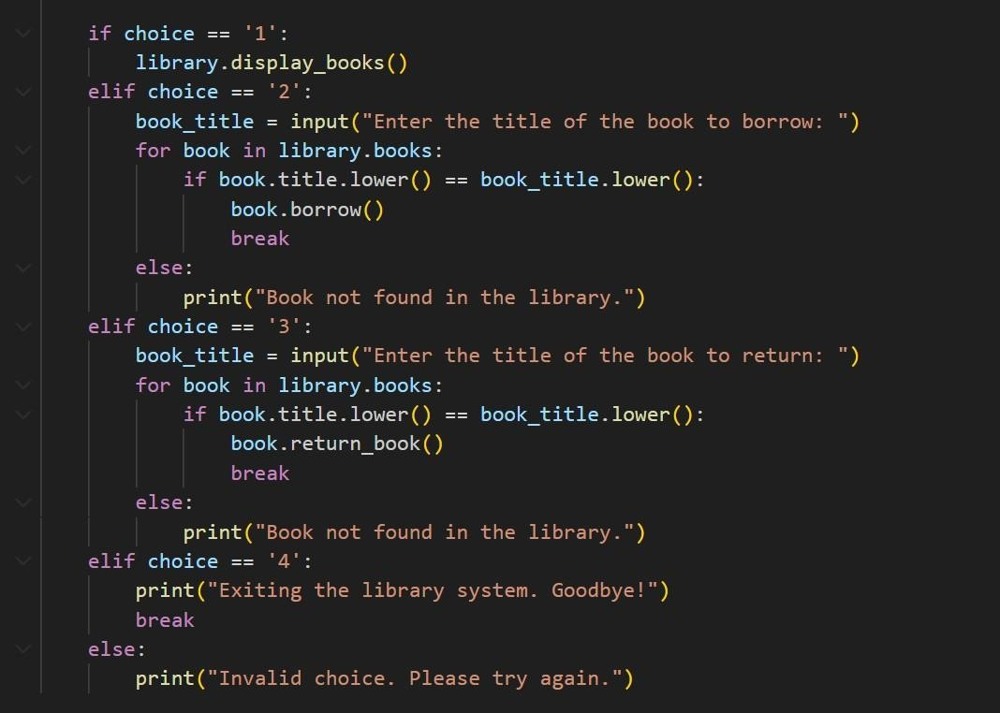 if choice == '1':
    library.display_books()
elif choice == '2':
    book_title = input("Enter the title of the book to borrow: ")
    for book in library.books:
        if book.title.lower() == book_title.lower():
            book.borrow()
            break
    else:
        print("Book not found in the library.")
elif choice == '3':
    book_title = input("Enter the title of the book to return: ")
    for book in library.books:
        if book.title.lower() == book_title.lower():
            book.return_book()
            break
    else:
        print("Book not found in the library.")
elif choice == '4':
    print("Exiting the library system. Goodbye!")
    break
else:
    print("Invalid choice. Please try again.")